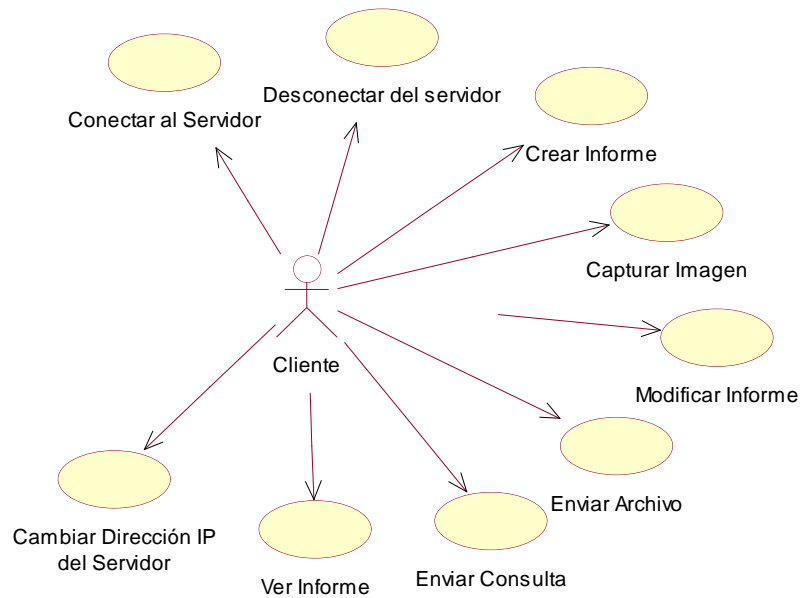 Desconectar del servidor
Conectar al Servidor
Crear Informe
Capturar Imagen
Cliente
Modificar Informe
Enviar Archivo
Cambiar Dirección IP
del Servidor
Ver Informe
Enviar Consulta